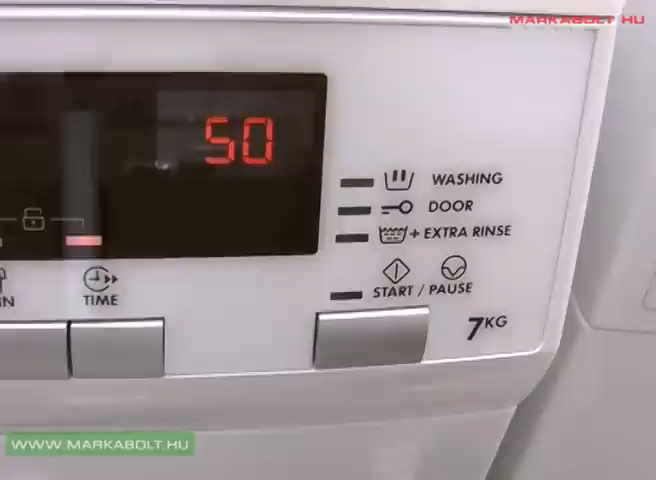 MARKABOLT HU
50
WASHING
DOOR
+ EXTRA RINSE
TIME
START / PAUSE
7KG
WWW.MARKABOLT.HU